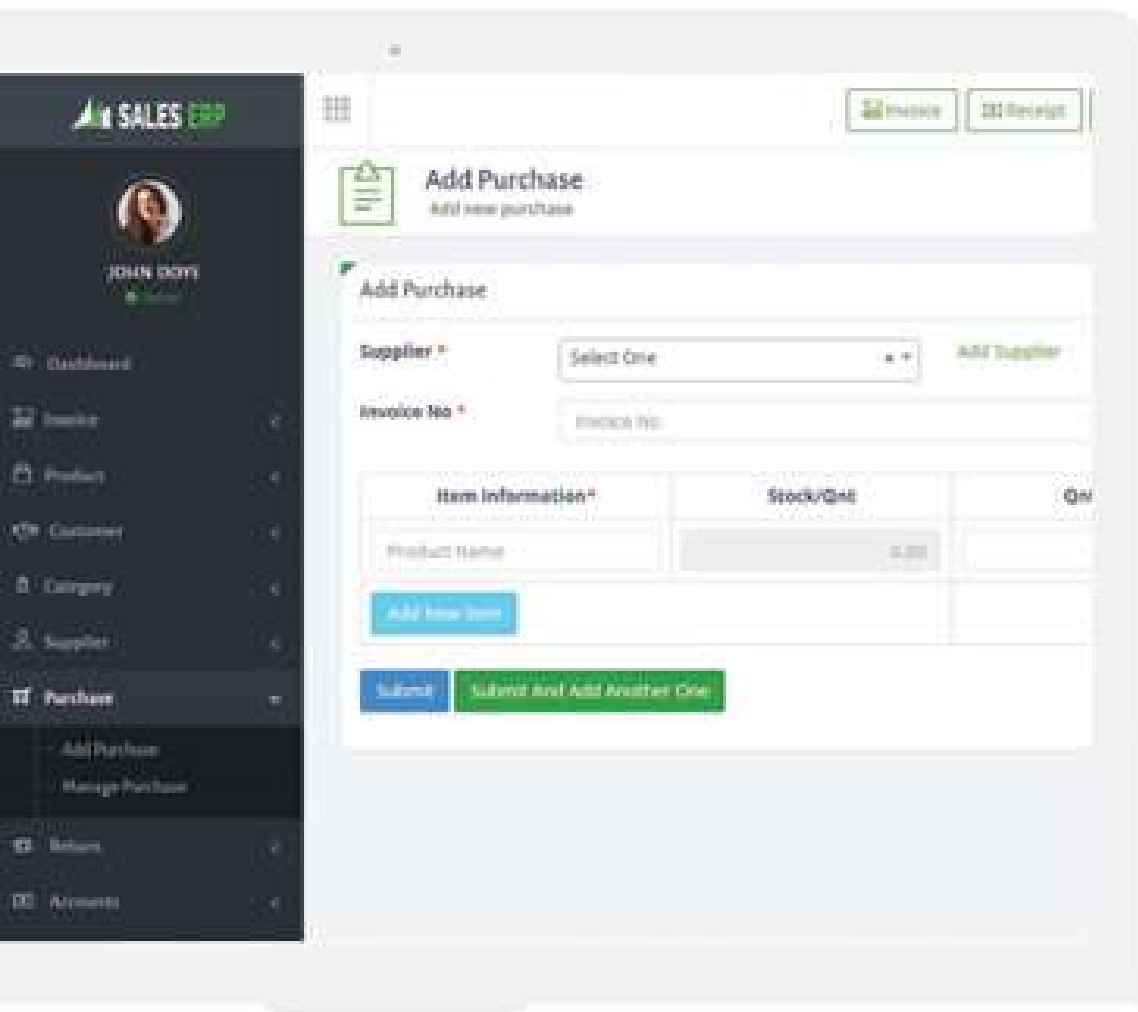 SALES ERP
JOHN DOYE
Dashboard
Invoice
Product
Customer
Category
Supplier
Purchase
Add Purchase
Manage Purchase
Return
Accounts
Invoice
Receipt
Add Purchase
Add new purchase
Add Purchase
Supplier *
Select One
Add Supplier
Invoice No *
Invoice No
Item Information*
Stock/Qnt
Qnt
Product Name
0.00
Add New Item
Submit
Submit And Add Another One